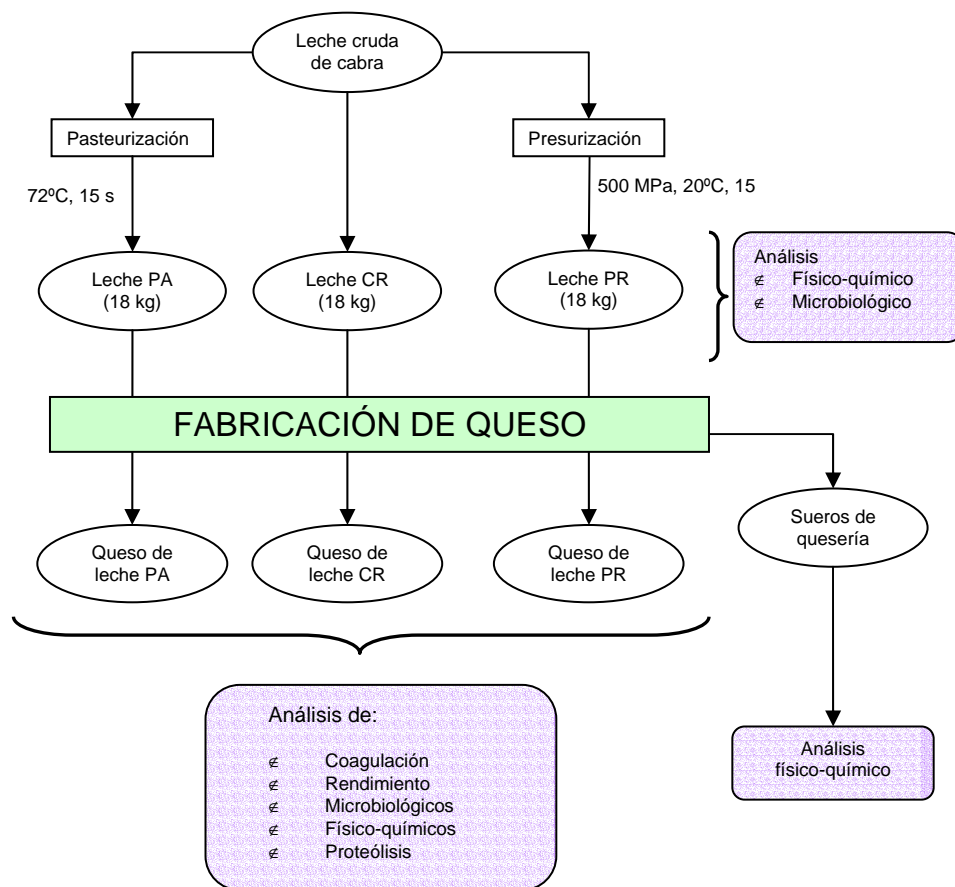 Leche cruda
de cabra
Pasteurización
Presurización
72ºC, 15 s
500 MPa, 20ºC, 15
Leche PA
(18 kg)
Leche CR
(18 kg)
Leche PR
(18 kg)
Análisis
∉ Físico-químico
∉ Microbiológico
FABRICACIÓN DE QUESO
Queso de
leche PA
Queso de
leche CR
Queso de
leche PR
Sueros de
quesería
Análisis de:
∉ Coagulación
∉ Rendimiento
∉ Microbiológicos
∉ Físico-químicos
∉ Proteólisis
Análisis
físico-químico